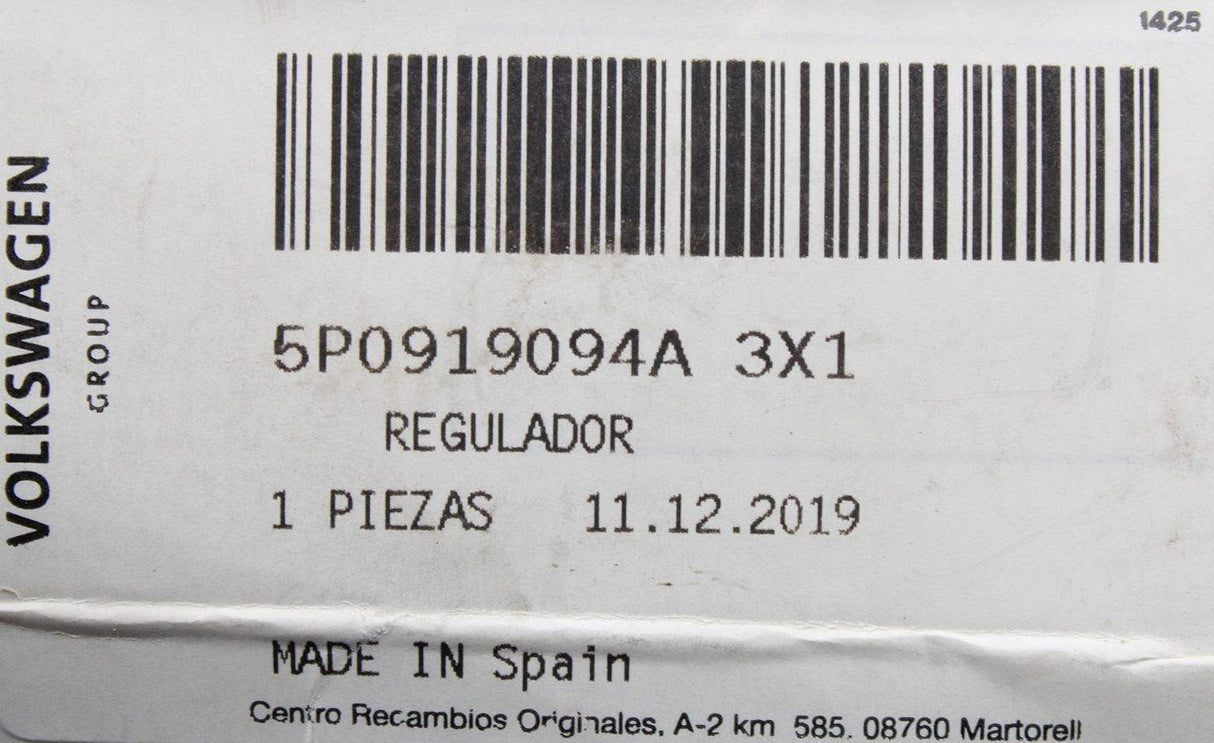 1425
VOLKSWAGEN
GROUP
5P0919094A 3X1
REGULADOR
1 PIEZAS 11.12.2019
MADE IN Spain
Centro Recambios Originales, A-2 km 585. 08760 Martorell